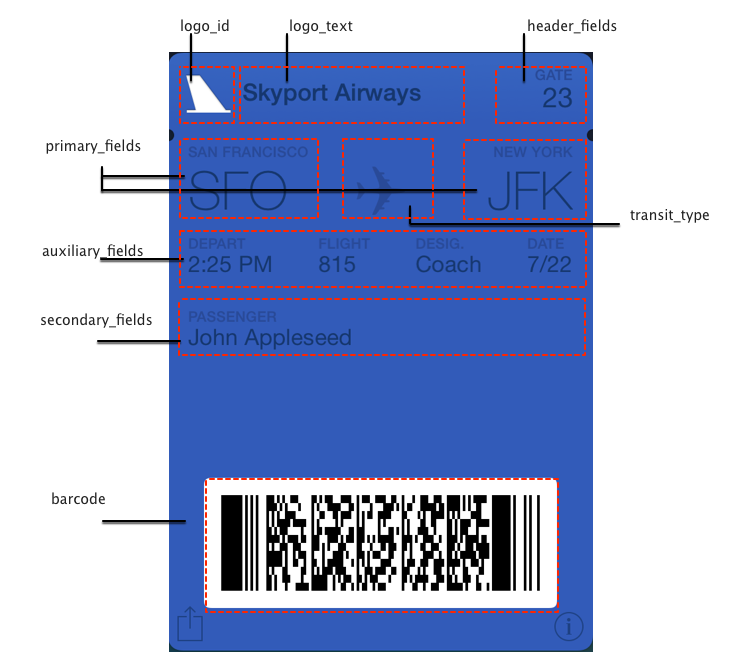 logo_id
logo_text
header_fields
Skyport Airways
GATE
23
primary_fields
SAN FRANCISCO
SFO
NEW YORK
JFK
transit_type
auxiliary_fields
DEPART FLIGHT DESIG. DATE
2:25 PM 815 Coach 7/22
secondary_fields
PASSENGER
John Appleseed
barcode